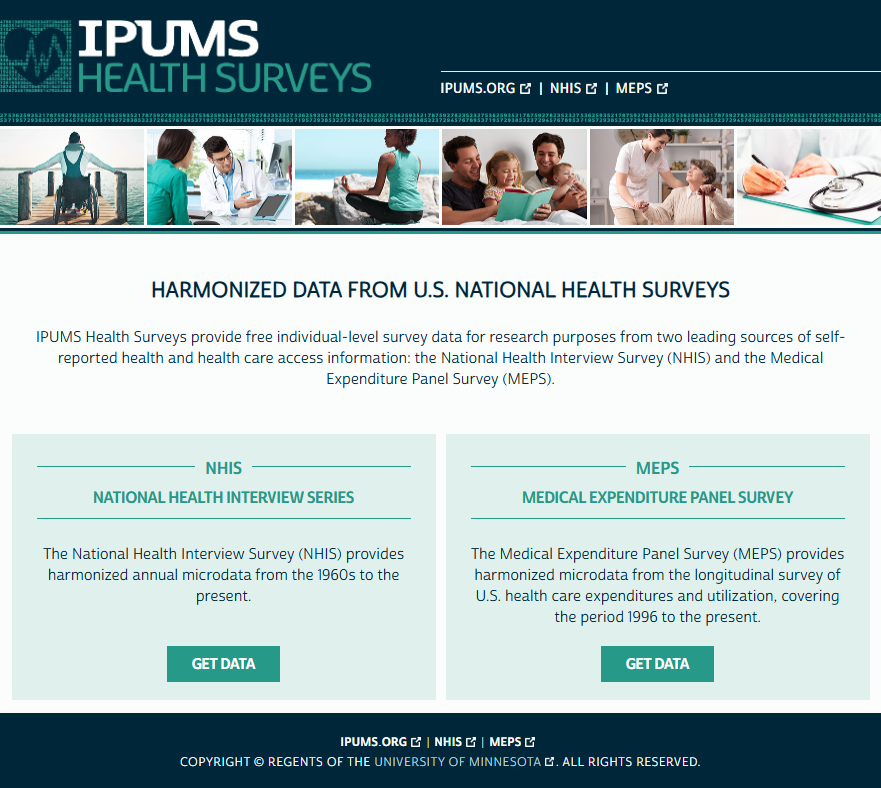 IPUMS
HEALTH SURVEYS
IPUMS.ORG | NHIS | MEPS
HARMONIZED DATA FROM U.S. NATIONAL HEALTH SURVEYS
IPUMS Health Surveys provide free individual-level survey data for research purposes from two leading sources of self-
reported health and health care access information: the National Health Interview Survey (NHIS) and the Medical
Expenditure Panel Survey (MEPS).
NHIS
NATIONAL HEALTH INTERVIEW SERIES
The National Health Interview Survey (NHIS) provides
harmonized annual microdata from the 1960s to the
present.
GET DATA
MEPS
MEDICAL EXPENDITURE PANEL SURVEY
The Medical Expenditure Panel Survey (MEPS) provides
harmonized microdata from the longitudinal survey of
U.S. health care expenditures and utilization, covering
the period 1996 to the present.
GET DATA
IPUMS.ORG | NHIS | MEPS
COPYRIGHT © REGENTS OF THE UNIVERSITY OF MINNESOTA. ALL RIGHTS RESERVED.